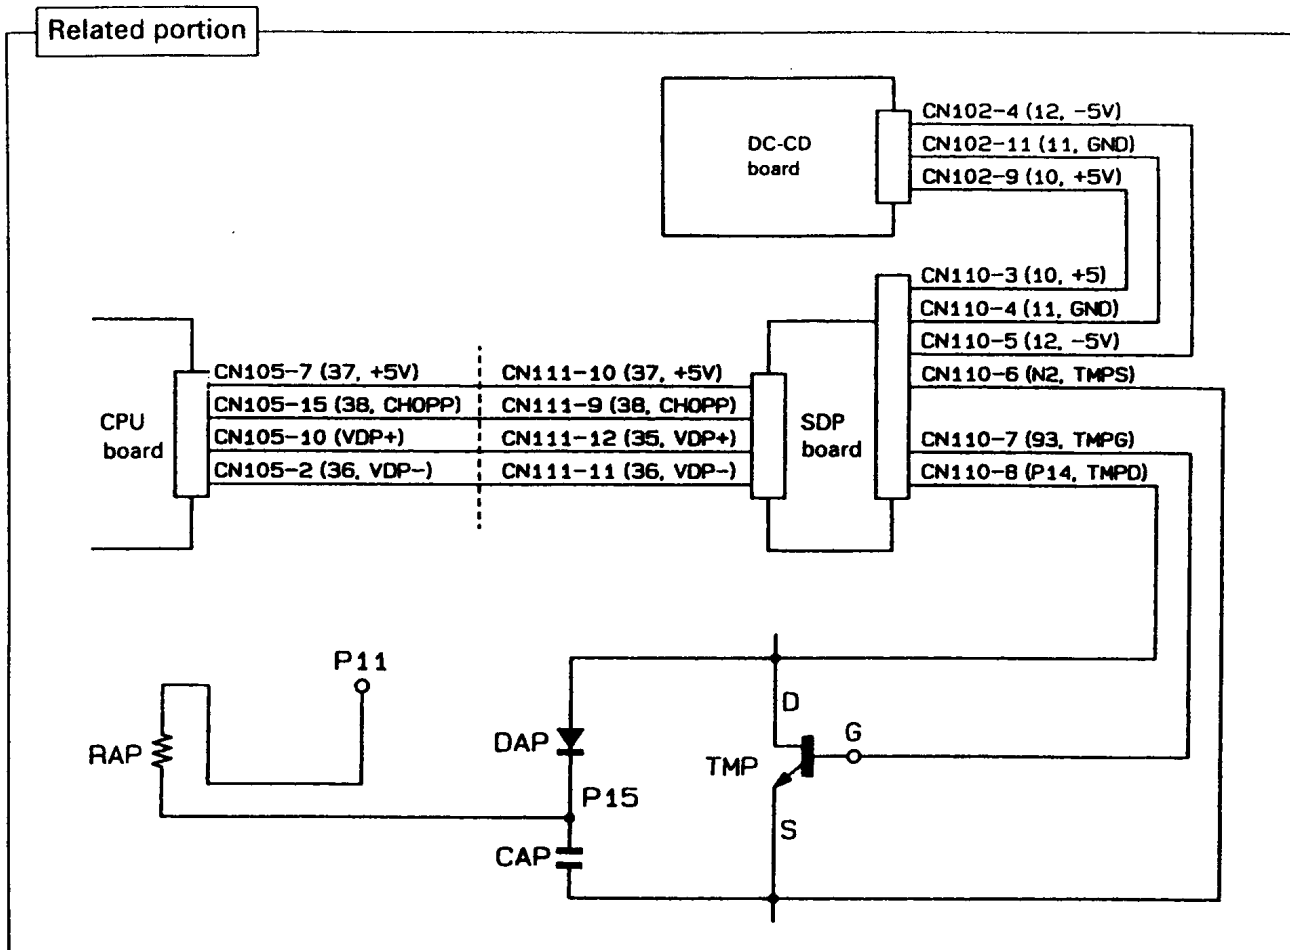 Related portion
DC-CD
board
CN102-4 (12, -5V)
CN102-11 (11, GND)
CN102-9 (10, +5V)
CN110-3 (10, +5)
CN110-4 (11, GND)
CN110-5 (12, -5V)
CN110-6 (N2, TMPS)
CN110-7 (93, TMPG)
CN110-8 (P14, TMPD)
CPU
board
CN105-7 (37, +5V)
CN105-15 (38, CHOPP)
CN105-10 (VDP+)
CN105-2 (36, VDP-)
CN111-10 (37, +5V)
CN111-9 (38, CHOPP)
CN111-12 (35, VDP+)
CN111-11 (36, VDP-)
SDP
board
P11
RAP
DAP
P15
CAP
D
G
TMP
S